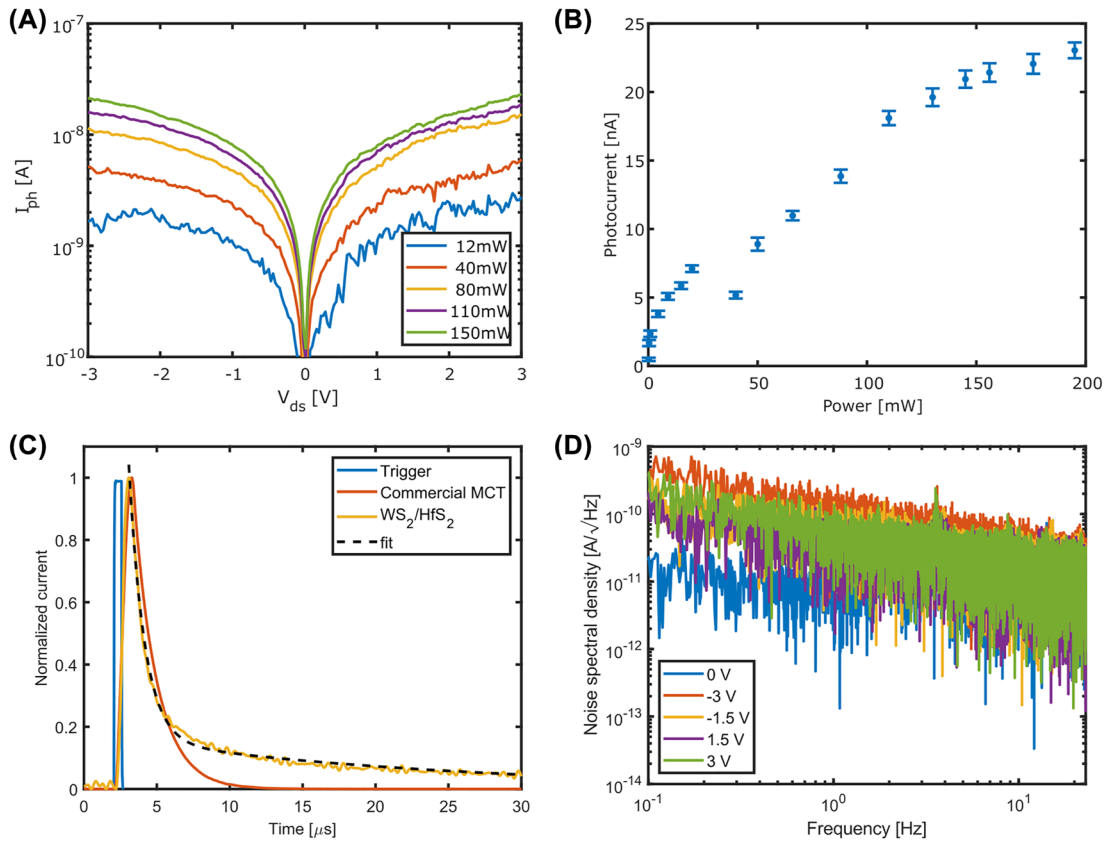 (A)
10⁻⁷
10⁻⁸
10⁻⁹
10⁻¹⁰
I_ph [A]
12mW
40mW
80mW
110mW
150mW
-3 -2 -1 0 1 2 3
V_ds [V]
(B)
25
20
15
10
5
0
Photocurrent [nA]
0 50 100 150 200
Power [mW]
(C)
1
0.8
0.6
0.4
0.2
0
Normalized current
Trigger
Commercial MCT
WS₂/HfS₂
fit
0 5 10 15 20 25 30
Time [μs]
(D)
10⁻⁹
10⁻¹⁰
10⁻¹¹
10⁻¹²
10⁻¹³
10⁻¹⁴
Noise spectral density [A/√Hz]
0 V
-3 V
-1.5 V
1.5 V
3 V
10⁻¹ 10⁰ 10¹
Frequency [Hz]